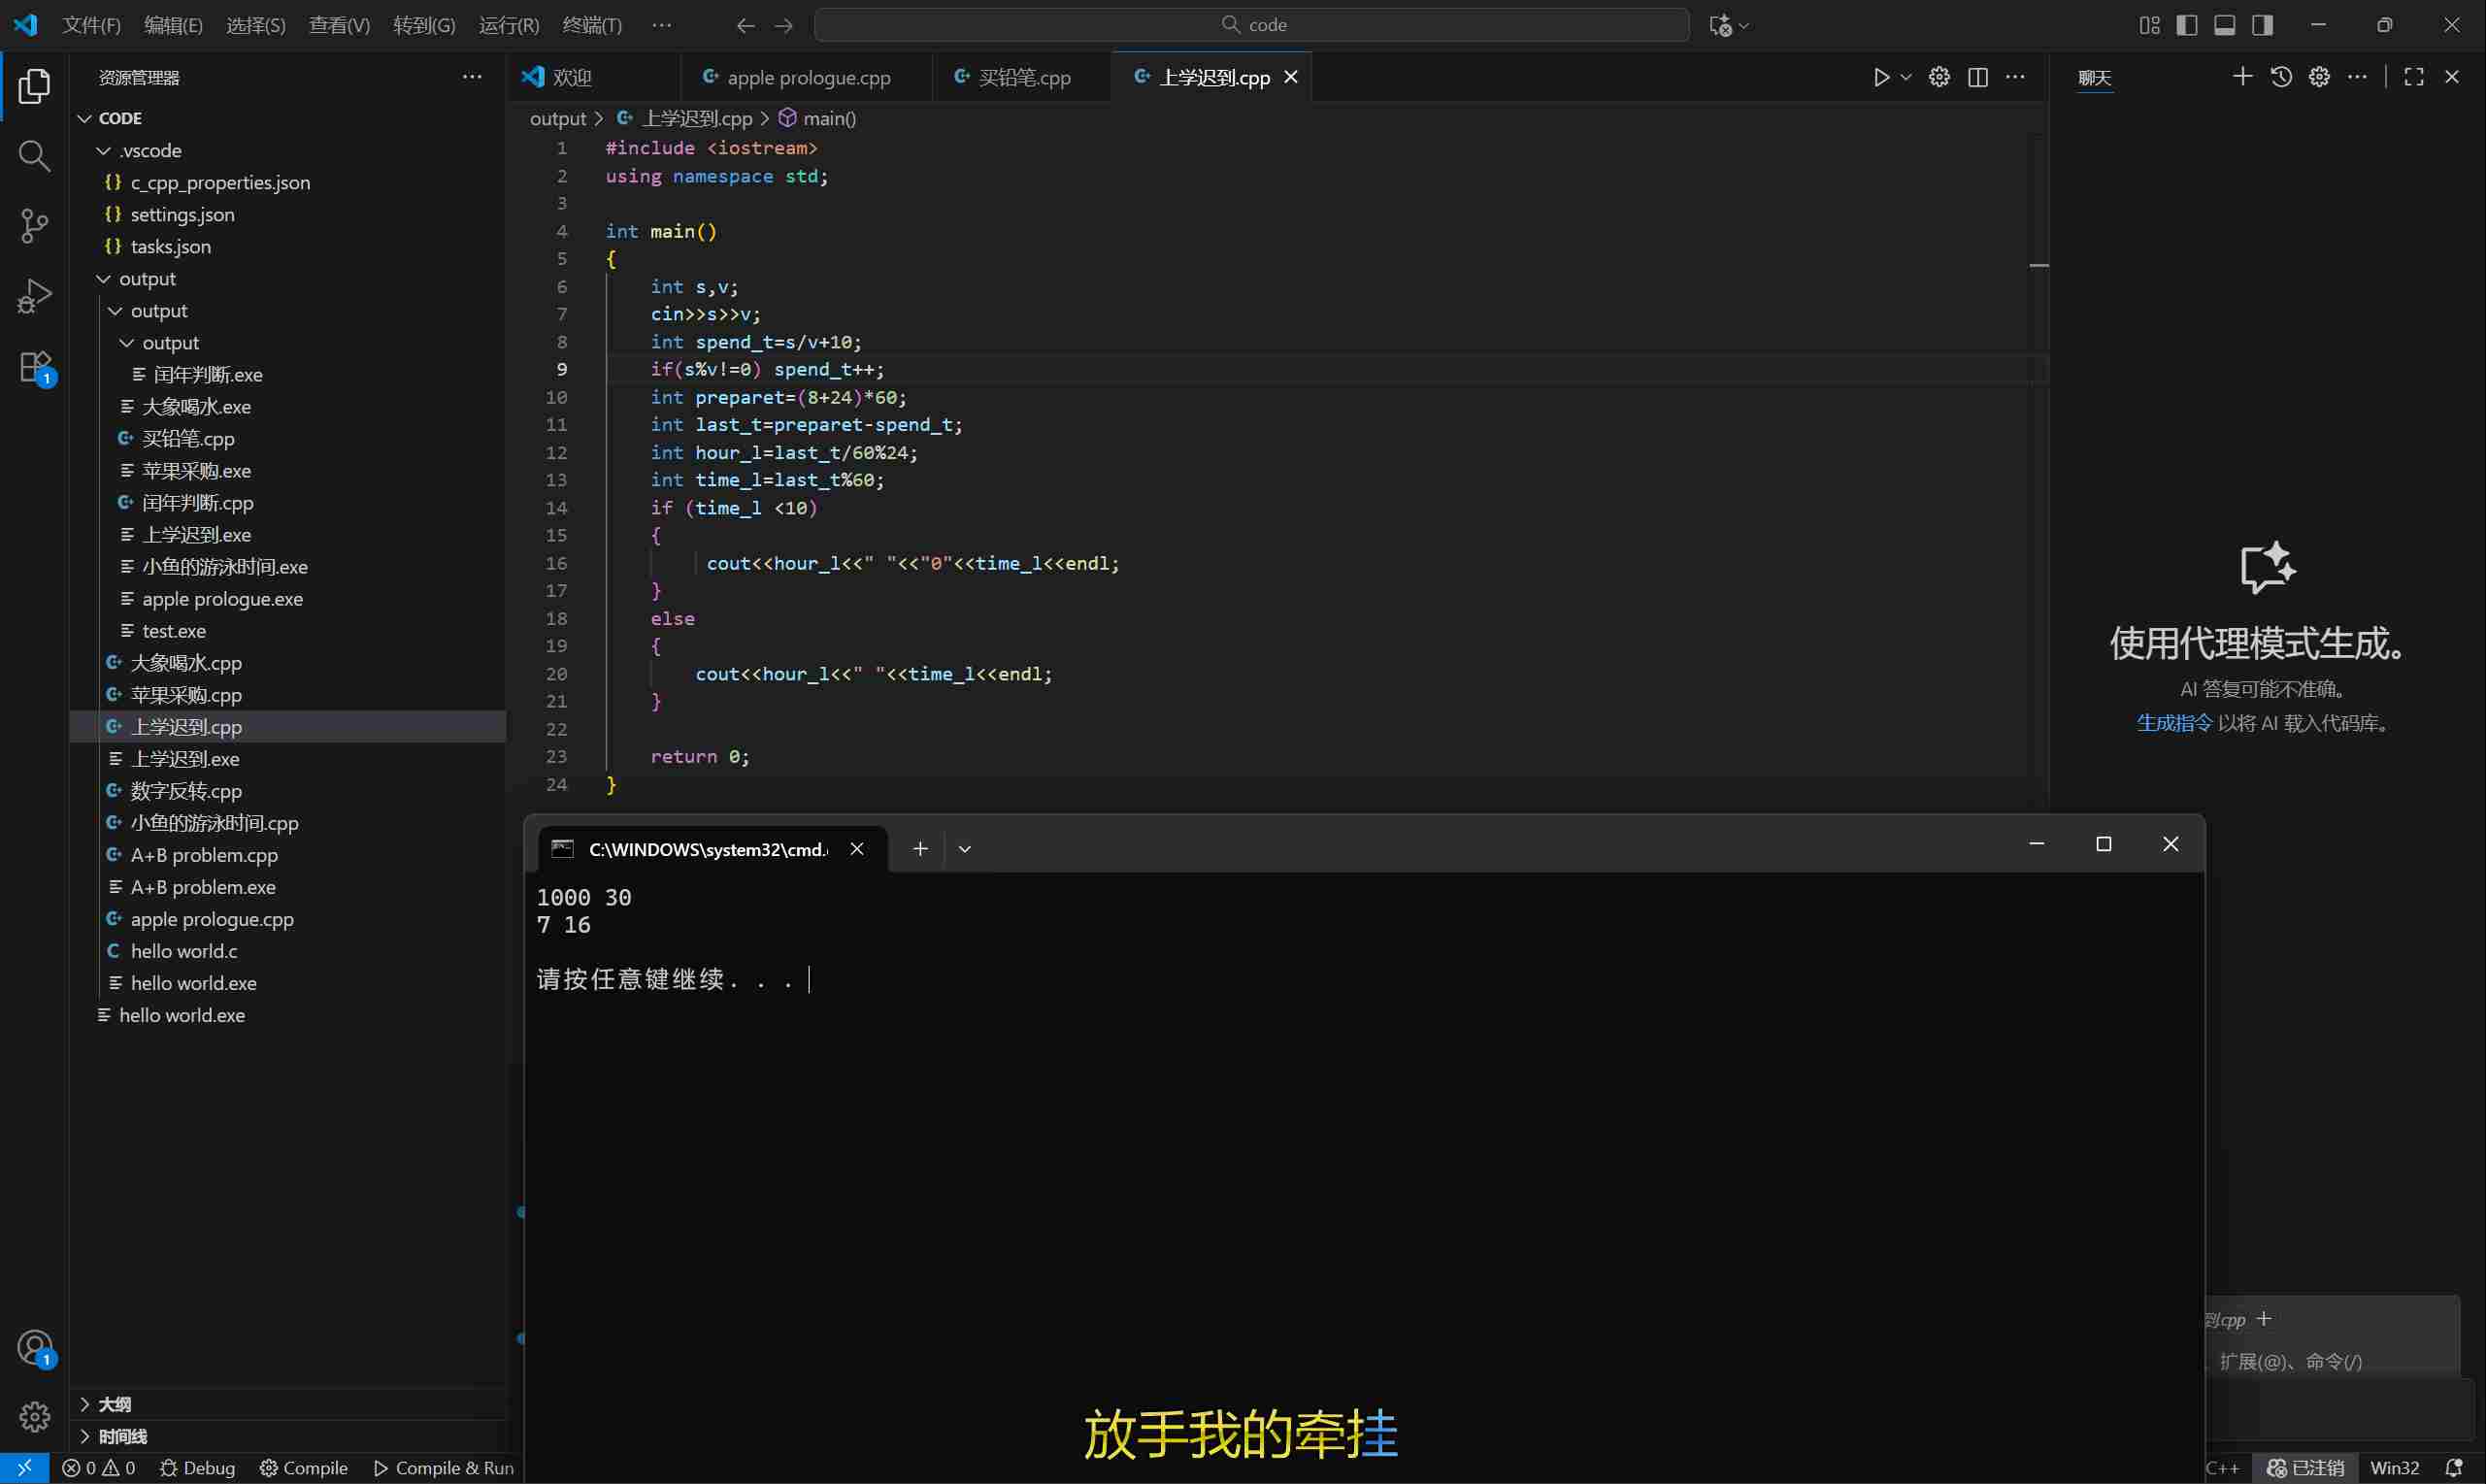 文件(F) 编辑(E) 选择(S) 查看(V) 转到(G) 运行(R) 终端(T) ··· code
资源管理器 ···
CODE
.vscode
{} c_cpp_properties.json
{} settings.json
{} tasks.json
output
output
output
闰年判断.exe
大象喝水.exe
买铅笔.cpp
苹果采购.exe
闰年判断.cpp
上学迟到.exe
小鱼的游泳时间.exe
apple prologue.exe
test.exe
大象喝水.cpp
苹果采购.cpp
上学迟到.cpp
上学迟到.exe
数字反转.cpp
小鱼的游泳时间.cpp
A+B problem.cpp
A+B problem.exe
apple prologue.cpp
C hello world.c
hello world.exe
hello world.exe
大纲
时间线
1
1
欢迎 apple prologue.cpp 买铅笔.cpp 上学迟到.cpp
output > 上学迟到.cpp > main()
1 #include <iostream>
2 using namespace std;
3
4 int main()
5 {
6 int s,v;
7 cin>>s>>v;
8 int spend_t=s/v+10;
9 if(s%v!=0) spend_t++;
10 int preparet=(8+24)*60;
11 int last_t=preparet-spend_t;
12 int hour_l=last_t/60%24;
13 int time_l=last_t%60;
14 if (time_l <10)
15 {
16 cout<<hour_l<<" "<<"0"<<time_l<<endl;
17 }
18 else
19 {
20 cout<<hour_l<<" "<<time_l<<endl;
21 }
22
23 return 0;
24 }
C:\WINDOWS\system32\cmd.
1000 30
7 16
请按任意键继续. . .
放手我的牵挂
聊天
使用代理模式生成。
AI 答复可能不准确。
生成指令 以将 AI 载入代码库。
到.cpp +
扩展(@)、命令(/)
0 0 Debug Compile Compile & Run C++ 已注销 Win32